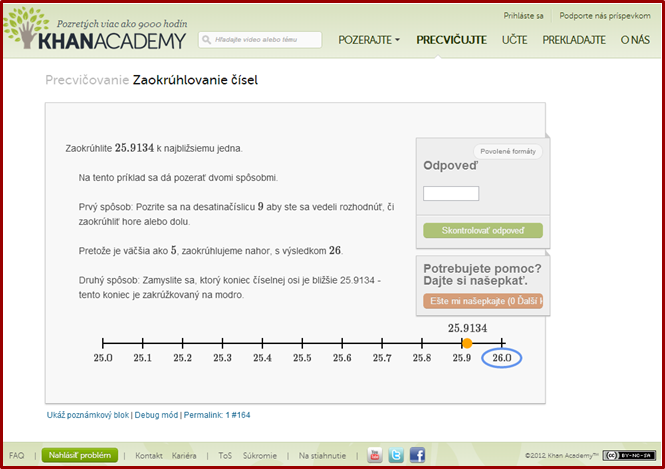 Pozretých viac ako 9000 hodín
KHANACADEMY
Hľadajte video alebo tému
Prihláste sa | Podporte nás príspevkom
POZERAJTE PRECVIČUJTE UČTE PREKLADAJTE O NÁS
Precvičovanie Zaokrúhlovanie čísel
Zaokrúhlite 25.9134 k najbližsiemu jedna.
Na tento príklad sa dá pozerať dvomi spôsobmi.
Prvý spôsob: Pozrite sa na desatinačíslicu 9 aby ste sa vedeli rozhodnúť, či
zaokrúhliť hore alebo dolu.
Pretože je väčšia ako 5, zaokrúhlujeme nahor, s výsledkom 26.
Druhý spôsob: Zamyslite sa, ktorý koniec číselnej osi je bližšie 25.9134 -
tento koniec je zakrúžkovaný na modro.
Povolené formáty
Odpoveď
Skontrolovať odpoveď
Potrebujete pomoc?
Dajte si našepkať.
Ešte mi našepkajte (0 Ďalší k
25.9134
25.0 25.1 25.2 25.3 25.4 25.5 25.6 25.7 25.8 25.9 26.0
Ukáž poznámkový blok | Debug mód | Permalink: 1 #164
FAQ | Nahlásiť problém | Kontakt Kariéra | ToS Súkromie | Na stiahnutie | ©2012 Khan Academy™ BY-NC-SA